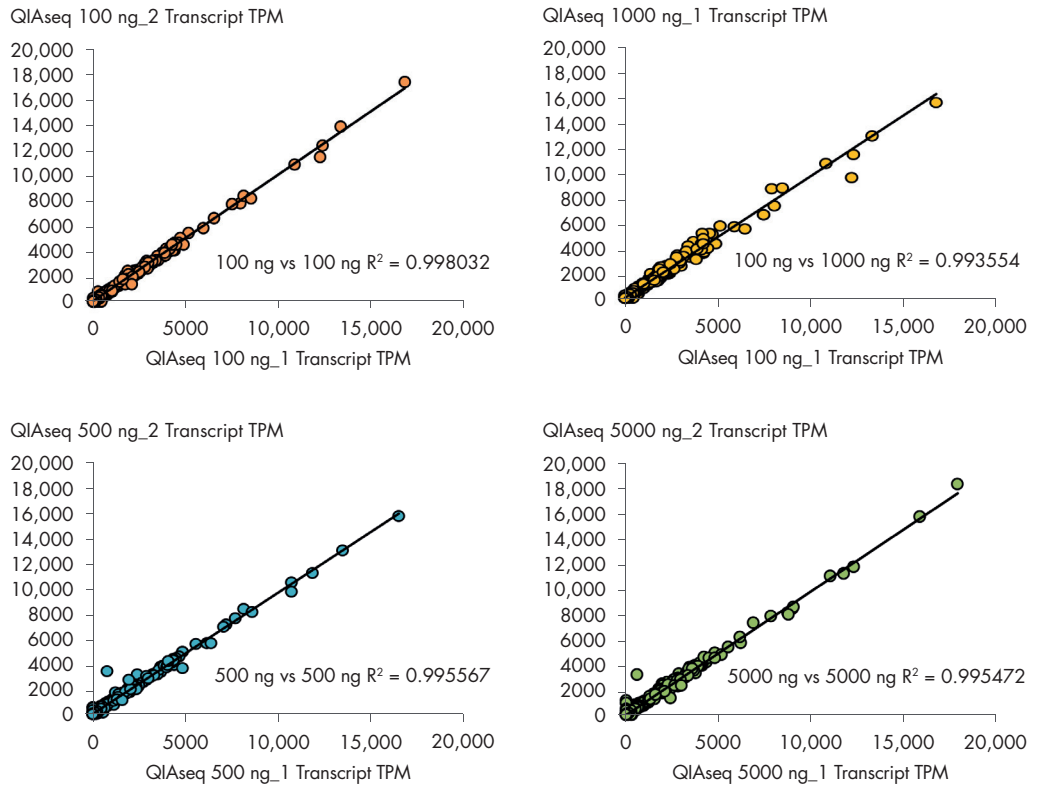 QIAseq 100 ng_2 Transcript TPM
20,000
18,000
16,000
14,000
12,000
10,000
8000
6000
4000
2000
0
100 ng vs 100 ng R² = 0.998032
0 5000 10,000 15,000 20,000
QIAseq 100 ng_1 Transcript TPM
QIAseq 1000 ng_1 Transcript TPM
20,000
18,000
16,000
14,000
12,000
10,000
8000
6000
4000
2000
0
100 ng vs 1000 ng R² = 0.993554
0 5000 10,000 15,000 20,000
QIAseq 100 ng_1 Transcript TPM
QIAseq 500 ng_2 Transcript TPM
20,000
18,000
16,000
14,000
12,000
10,000
8000
6000
4000
2000
0
500 ng vs 500 ng R² = 0.995567
0 5000 10,000 15,000 20,000
QIAseq 500 ng_1 Transcript TPM
QIAseq 5000 ng_2 Transcript TPM
20,000
18,000
16,000
14,000
12,000
10,000
8000
6000
4000
2000
0
5000 ng vs 5000 ng R² = 0.995472
0 5000 10,000 15,000 20,000
QIAseq 5000 ng_1 Transcript TPM